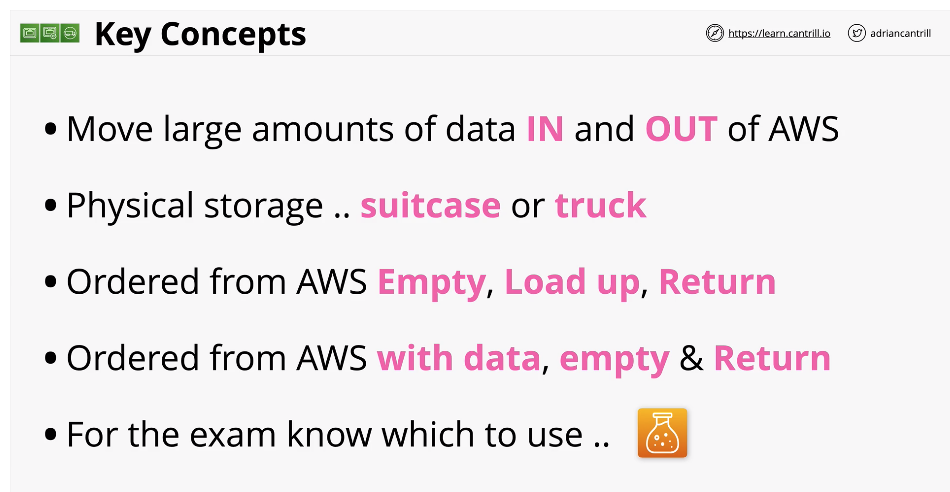 Key Concepts
https://learn.cantrill.io
adriancantrill
• Move large amounts of data IN and OUT of AWS
• Physical storage .. suitcase or truck
• Ordered from AWS Empty, Load up, Return
• Ordered from AWS with data, empty & Return
• For the exam know which to use ..